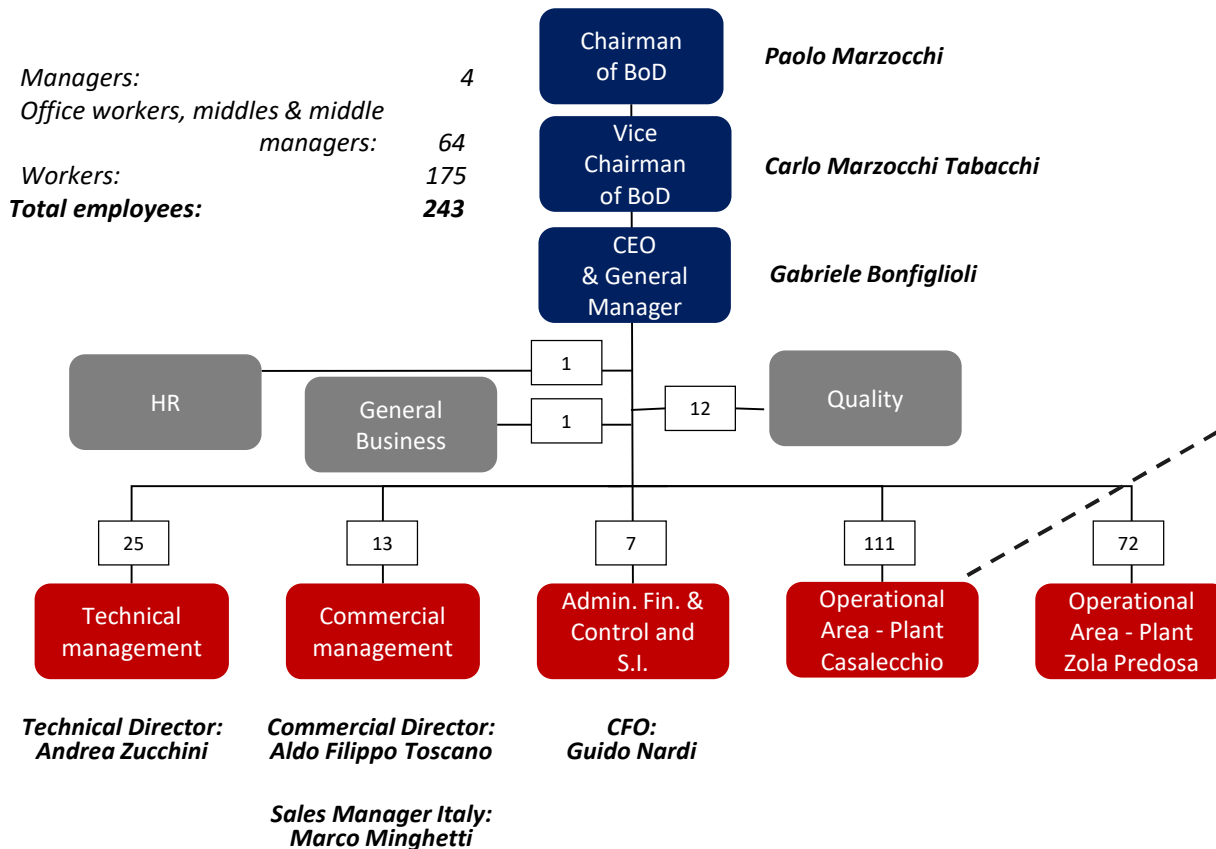 Chairman
of BoD
Paolo Marzocchi
Managers: 4
Office workers, middles & middle
managers: 64
Workers: 175
Total employees: 243
Vice
Chairman
of BoD
Carlo Marzocchi Tabacchi
CEO
& General
Manager
Gabriele Bonfiglioli
HR
1
General
Business
1
12
Quality
25
13
7
111
72
Technical
management
Commercial
management
Admin. Fin. &
Control and
S.I.
Operational
Area - Plant
Casalecchio
Operational
Area - Plant
Zola Predosa
Technical Director:
Andrea Zucchini
Commercial Director:
Aldo Filippo Toscano
CFO:
Guido Nardi
Sales Manager Italy:
Marco Minghetti